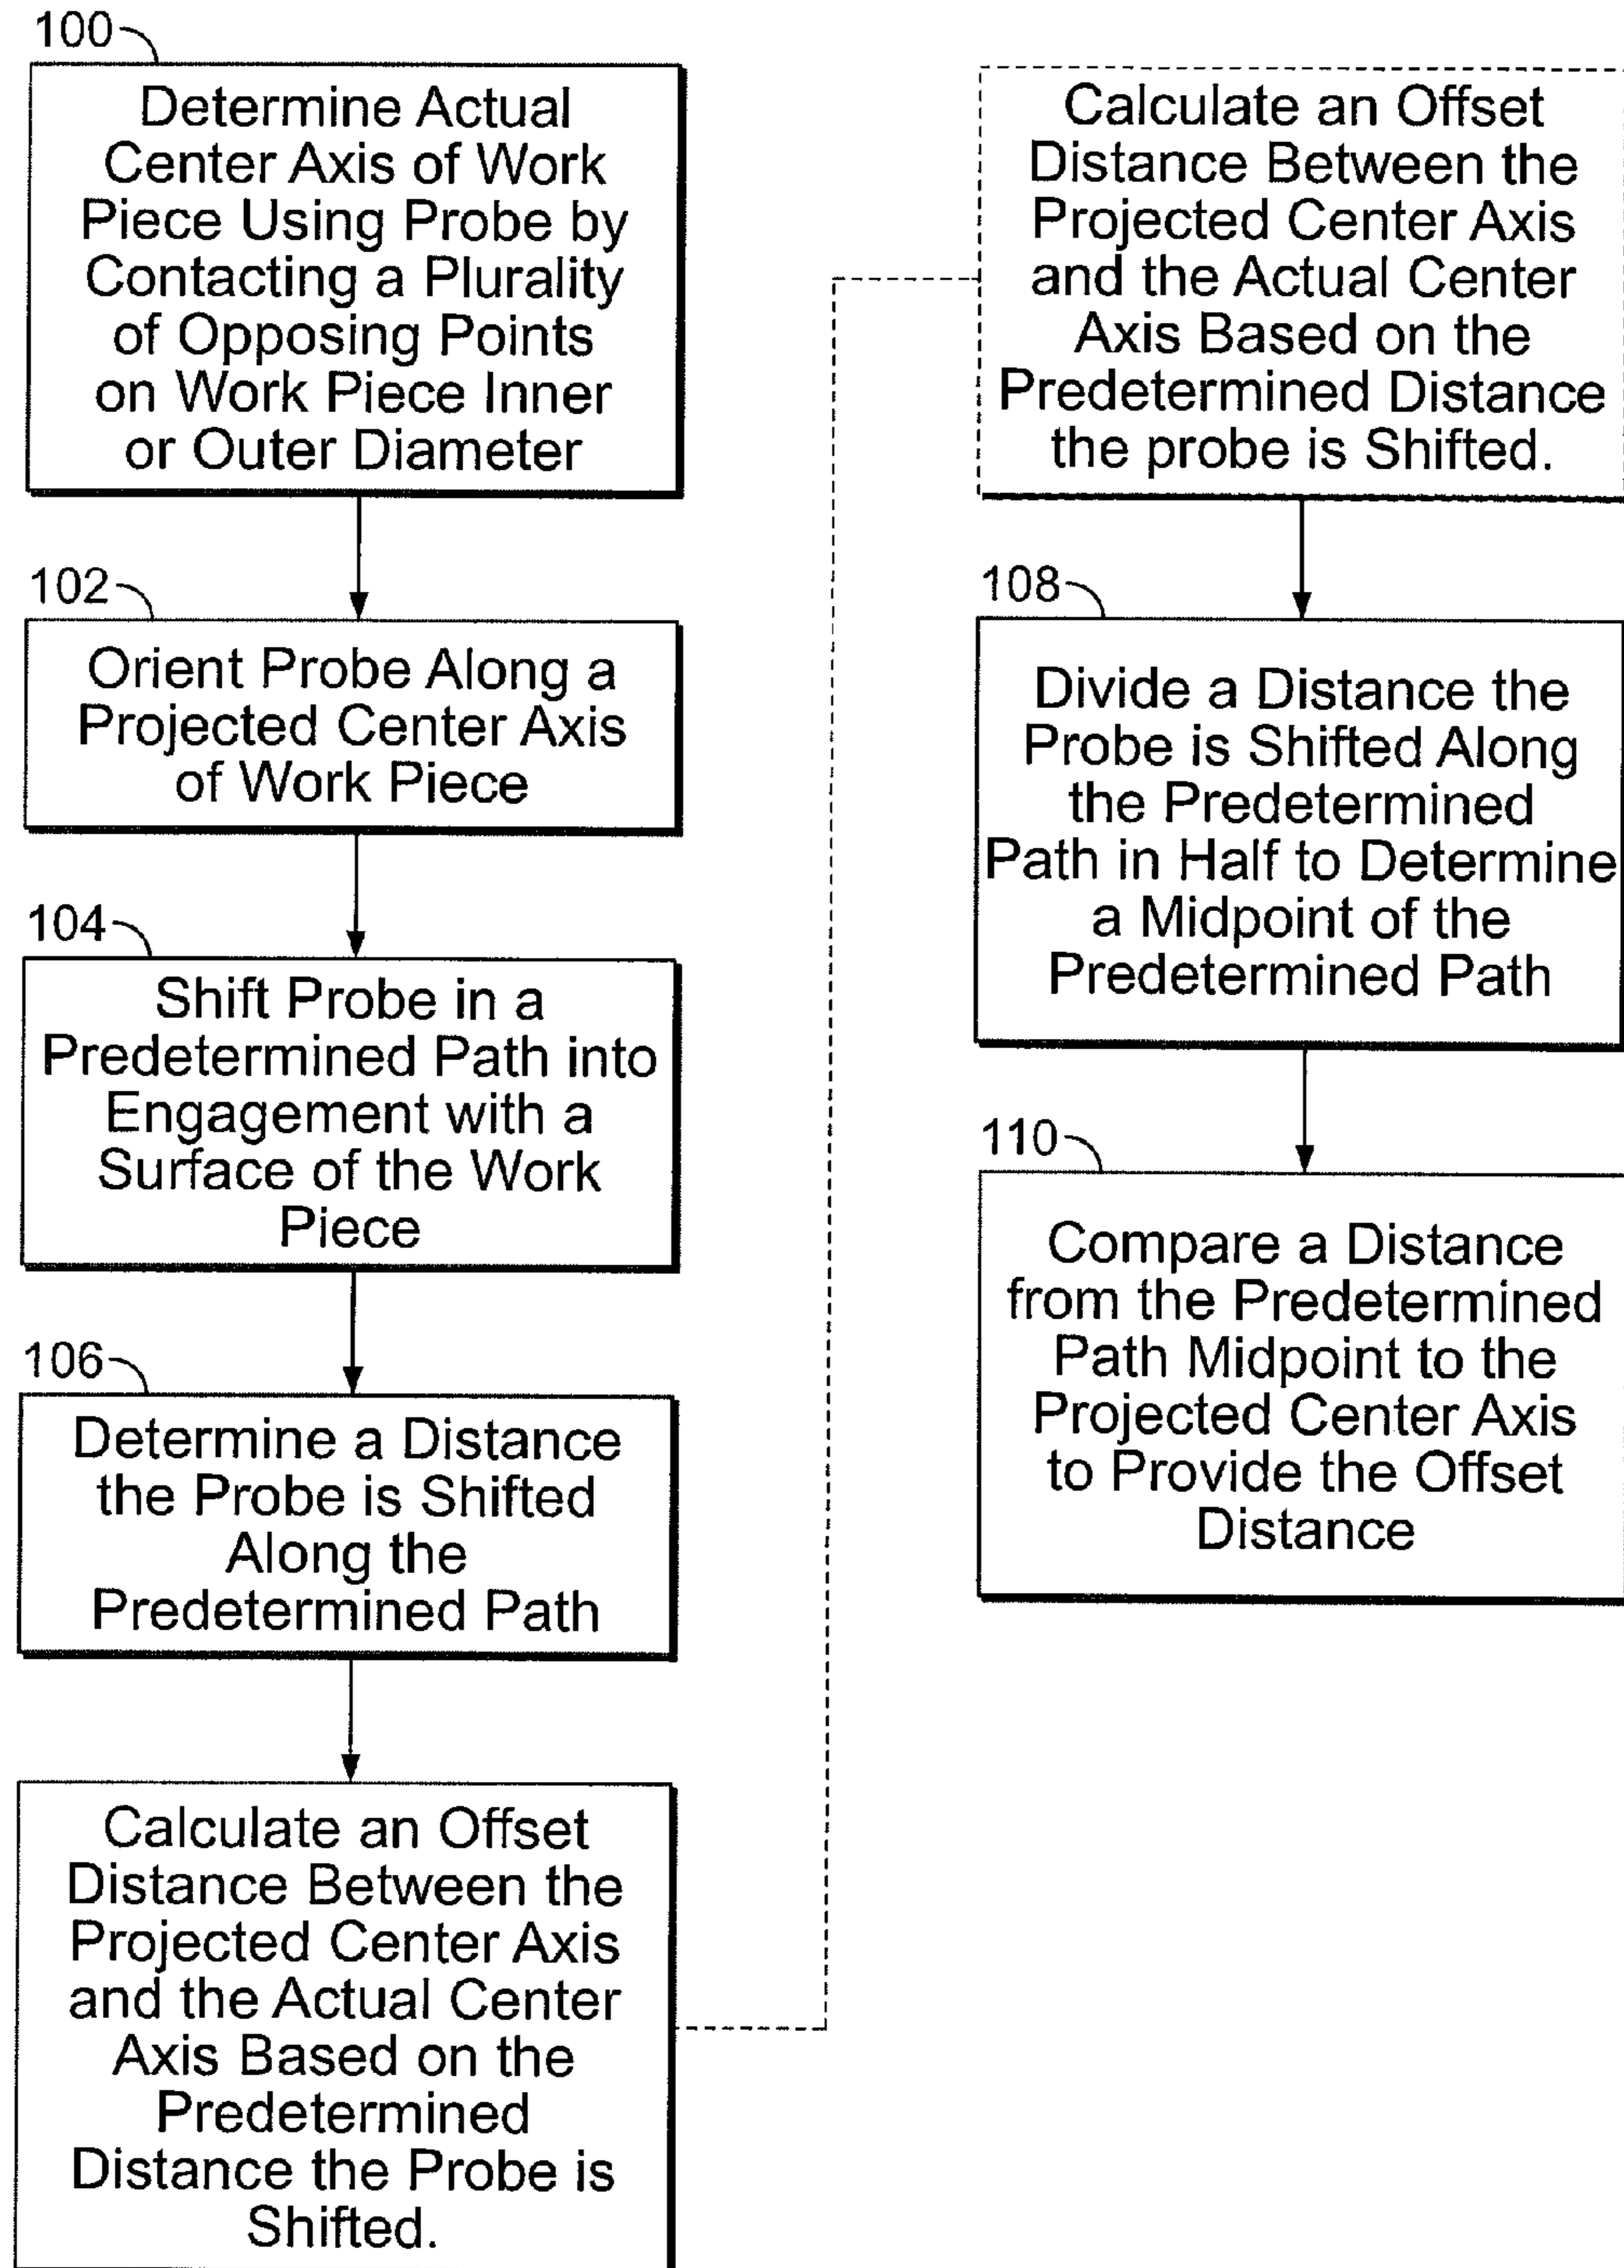 100
Determine Actual
Center Axis of Work
Piece Using Probe by
Contacting a Plurality
of Opposing Points
on Work Piece Inner
or Outer Diameter
102
Orient Probe Along a
Projected Center Axis
of Work Piece
104
Shift Probe in a
Predetermined Path into
Engagement with a
Surface of the Work
Piece
106
Determine a Distance
the Probe is Shifted
Along the
Predetermined Path
Calculate an Offset
Distance Between the
Projected Center Axis
and the Actual Center
Axis Based on the
Predetermined
Distance the Probe is
Shifted.
Calculate an Offset
Distance Between the
Projected Center Axis
and the Actual Center
Axis Based on the
Predetermined Distance
the probe is Shifted.
108
Divide a Distance the
Probe is Shifted Along
the Predetermined
Path in Half to Determine
a Midpoint of the
Predetermined Path
110
Compare a Distance
from the Predetermined
Path Midpoint to the
Projected Center Axis
to Provide the Offset
Distance